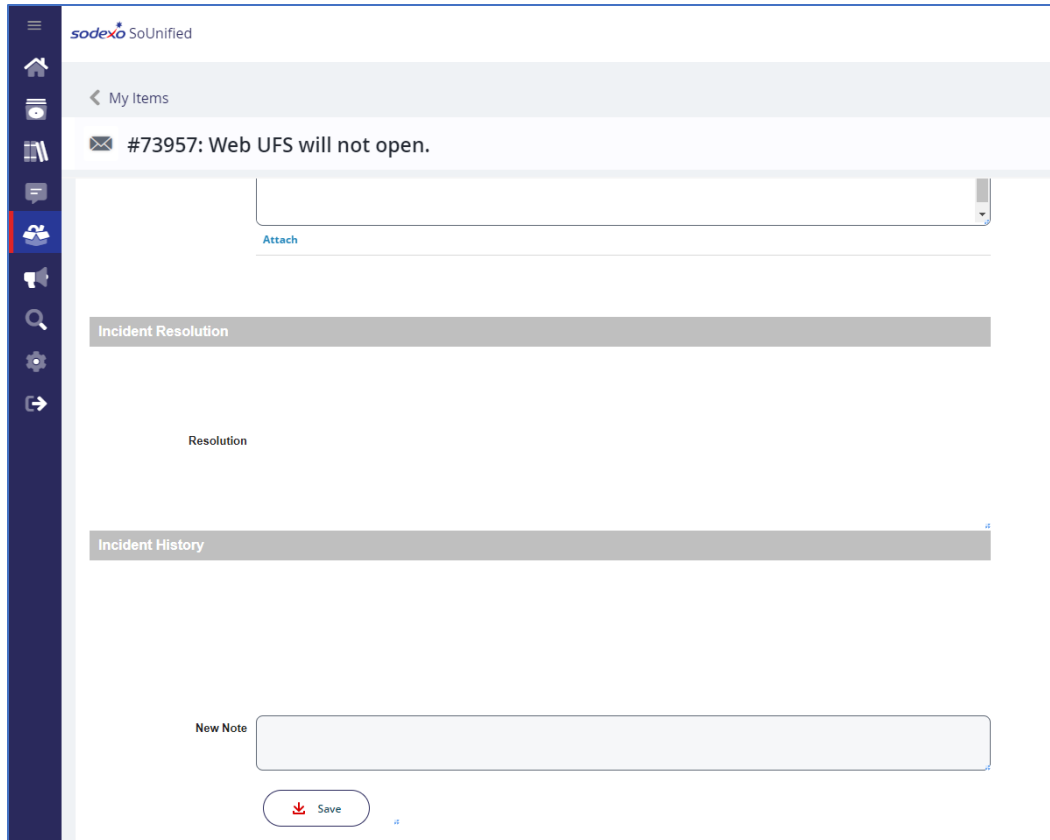 sodexo SoUnified
My Items
#73957: Web UFS will not open.
Attach
Incident Resolution
Resolution
Incident History
New Note
Save